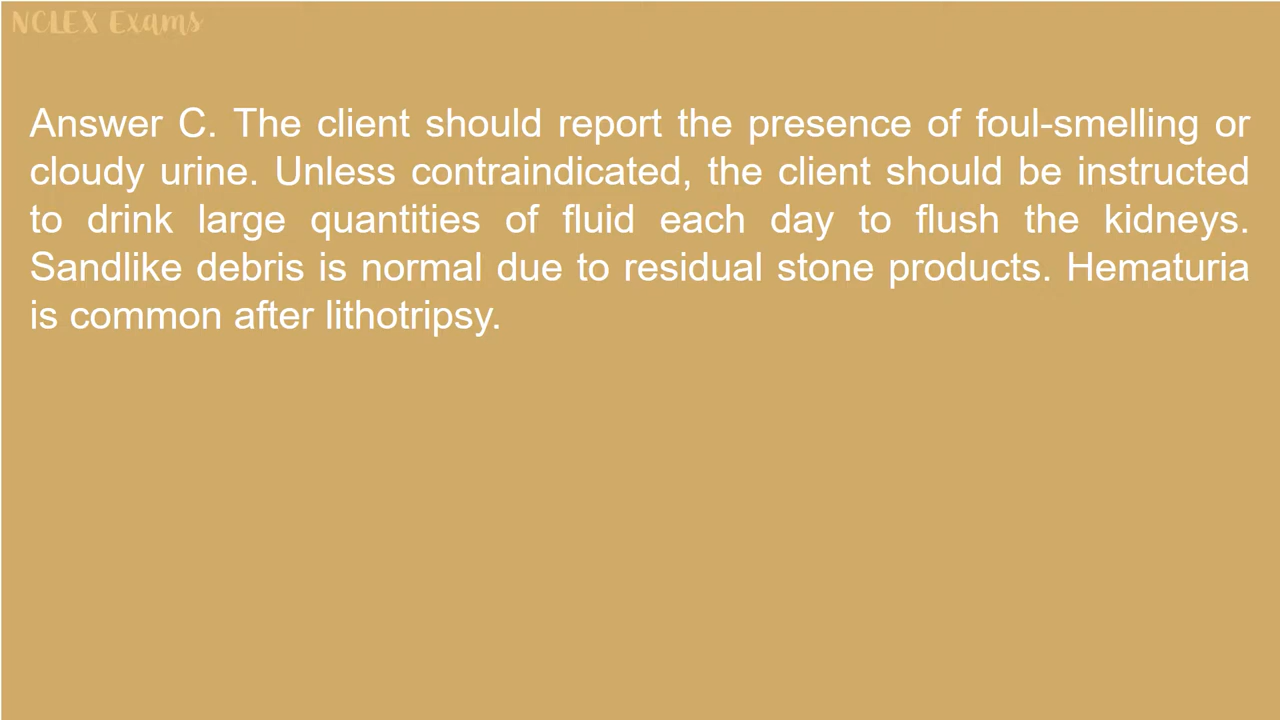 NCLEX Exams
Answer C. The client should report the presence of foul-smelling or
cloudy urine. Unless contraindicated, the client should be instructed
to drink large quantities of fluid each day to flush the kidneys.
Sandlike debris is normal due to residual stone products. Hematuria
is common after lithotripsy.